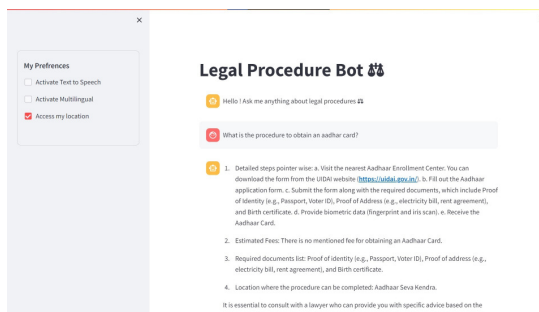 ×
My Prefrences
Activate Text to Speech
Activate Multilingual
Access my location
Legal Procedure Bot
Hello ! Ask me anything about legal procedures
What is the procedure to obtain an aadhar card?
1. Detailed steps pointer wise: a. Visit the nearest Aadhaar Enrollment Center. You can
download the form from the UIDAI website (https://uidai.gov.in/). b. Fill out the Aadhaar
application form. c. Submit the form along with the required documents, which include Proof
of Identity (e.g., Passport, Voter ID), Proof of Address (e.g., electricity bill, rent agreement),
and Birth certificate. d. Provide biometric data (fingerprint and iris scan). e. Receive the
Aadhaar Card.
2. Estimated Fees: There is no mentioned fee for obtaining an Aadhaar Card.
3. Required documents list: Proof of identity (e.g., Passport, Voter ID), Proof of address (e.g.,
electricity bill, rent agreement), and Birth certificate.
4. Location where the procedure can be completed: Aadhaar Seva Kendra.
It is essential to consult with a lawyer who can provide you with specific advice based on the